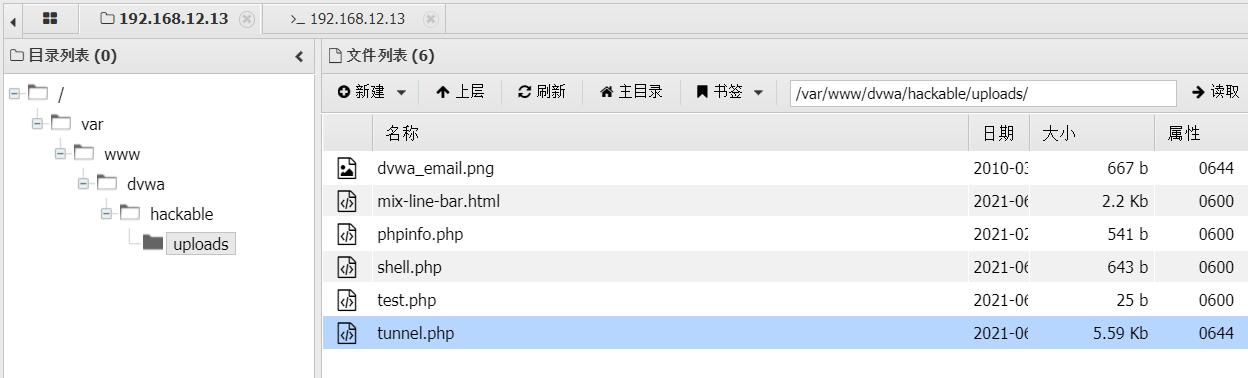 192.168.12.13 >_ 192.168.12.13
目录列表 (0)
/
var
www
dvwa
hackable
uploads
文件列表 (6)
新建 上层 刷新 主目录 书签 /var/www/dvwa/hackable/uploads/ 读取
名称 日期 大小 属性
dvwa_email.png 2010-03 667 b 0644
mix-line-bar.html 2021-06 2.2 Kb 0600
phpinfo.php 2021-02 541 b 0600
shell.php 2021-06 643 b 0600
test.php 2021-06 25 b 0600
tunnel.php 2021-06 5.59 Kb 0644